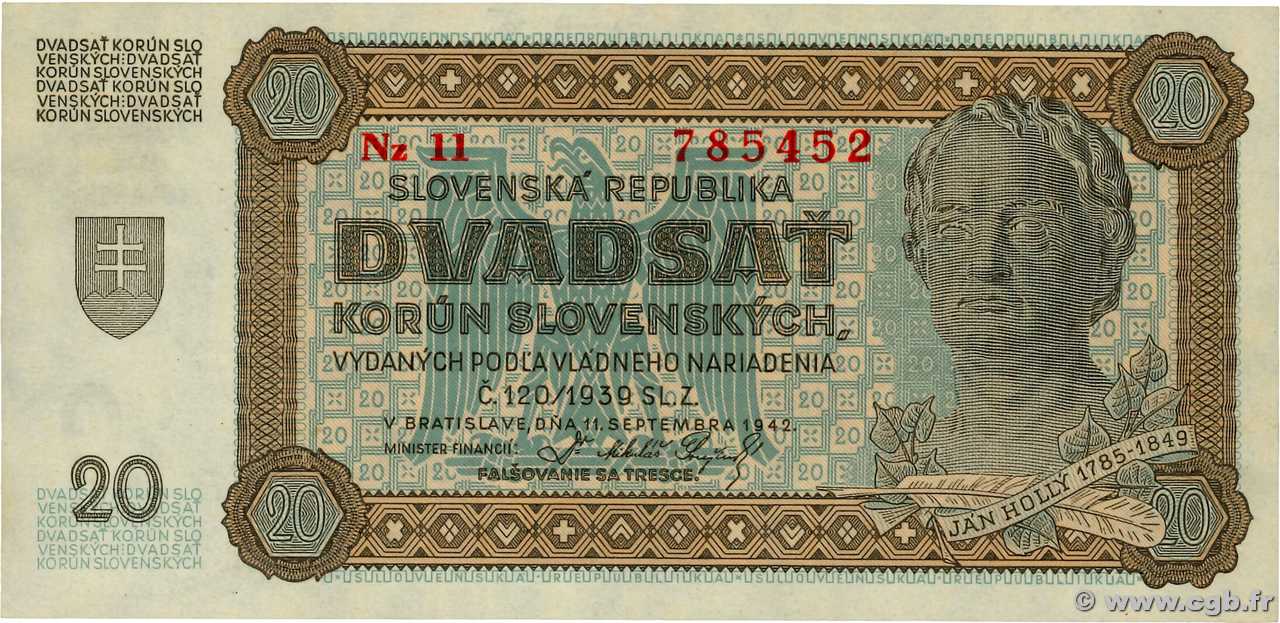 DVADSAŤ KORÚN SLO
VENSKÝCH⁝DVADSAŤ
KORÚN SLOVENSKÝCH
DVADSAŤ KORÚN SLO
VENSKÝCH⁝DVADSAŤ
KORÚN SLOVENSKÝCH
20
20
Nz 11 785452
SLOVENSKÁ REPUBLIKA
DVADSAŤ
KORÚN SLOVENSKÝCH„
VYDANÝCH PODĽA VLÁDNEHO NARIADENIA
Č. 120/1939 SL. Z.
V BRATISLAVE, DŇA 11. SEPTEMBRA 1942.
MINISTER FINANCIÍ:
FALŠOVANIE SA TRESCE.
JÁN HOLLÝ 1785-1849
20
DVADSAŤ KORÚN SLO
VENSKÝCH⁝DVADSAŤ
KORÚN SLOVENSKÝCH
DVADSAŤ KORÚN SLO
VENSKÝCH⁝DVADSAŤ
KORÚN SLOVENSKÝCH
20
20
SLOVENSKÁ REPUBLIKA
© www.cgb.fr